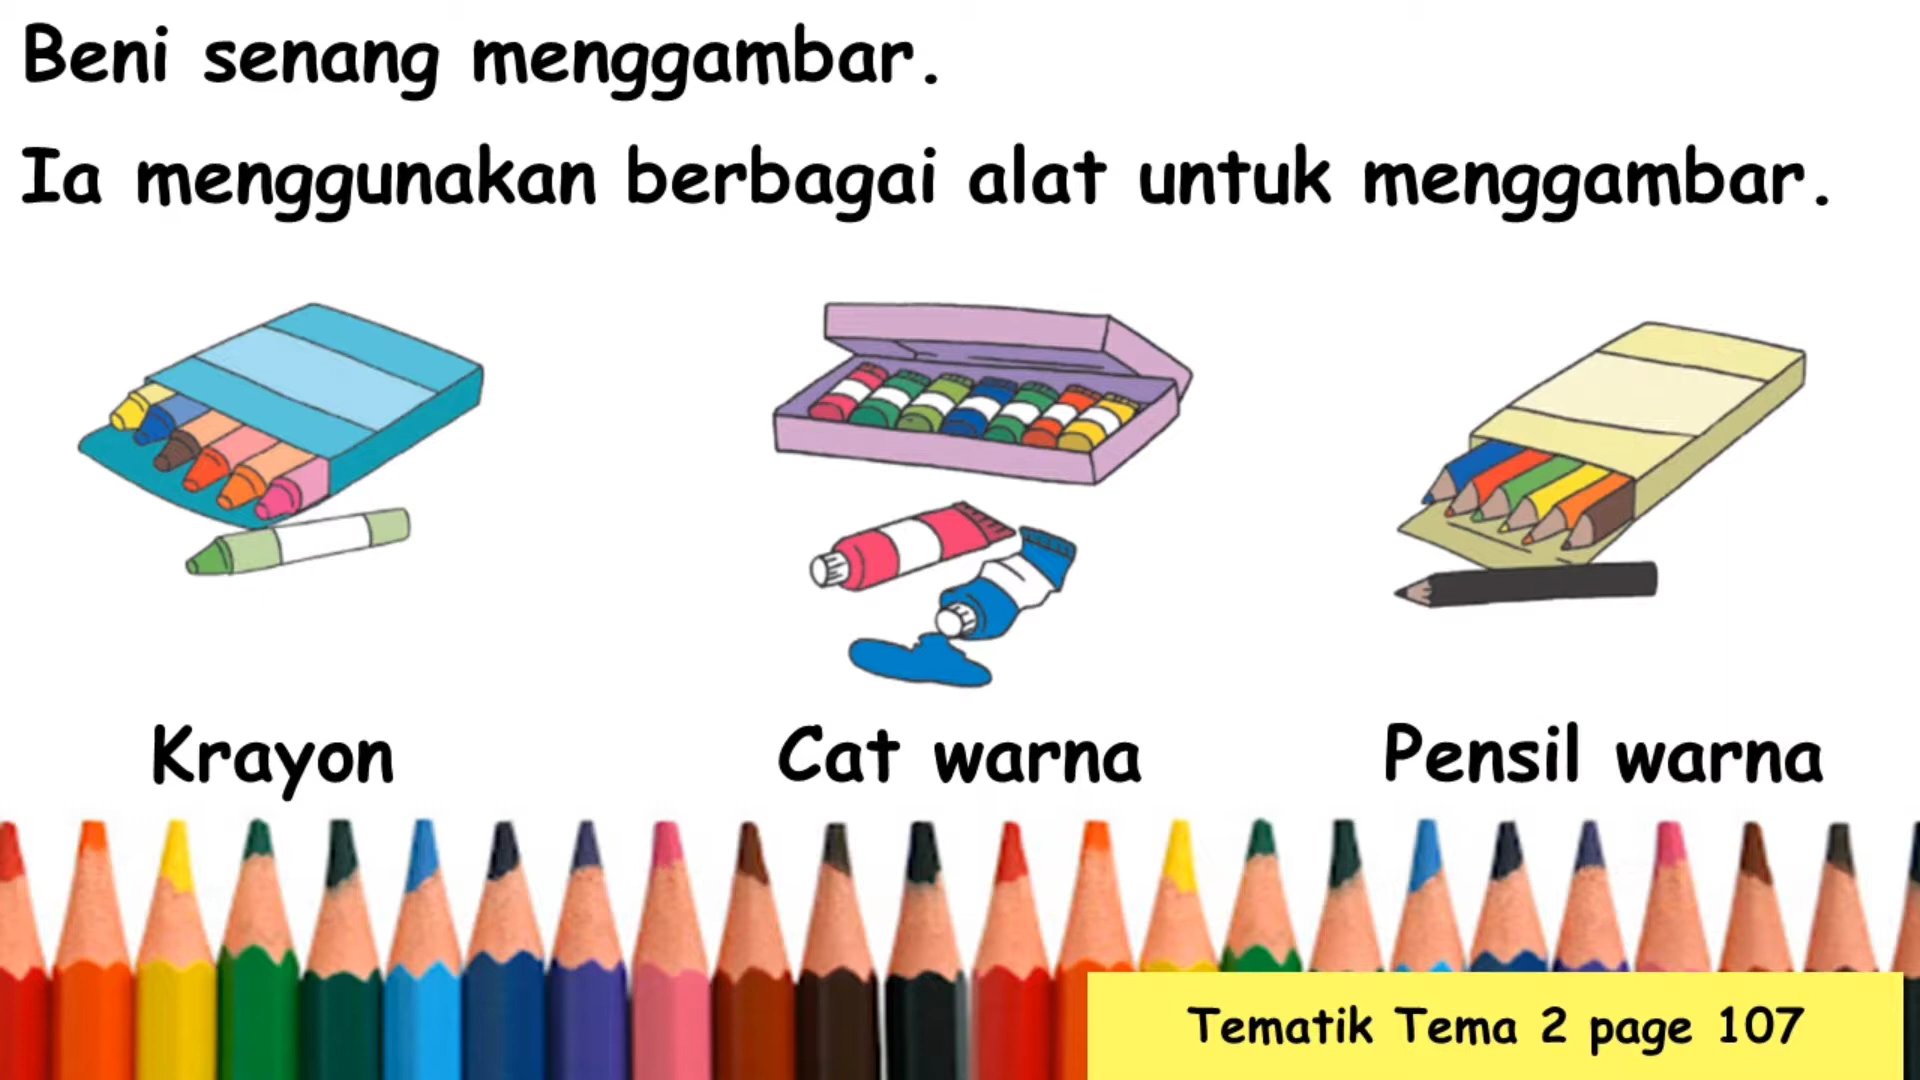 Beni senang menggambar.
Ia menggunakan berbagai alat untuk menggambar.
Krayon
Cat warna
Pensil warna
Tematik Tema 2 page 107